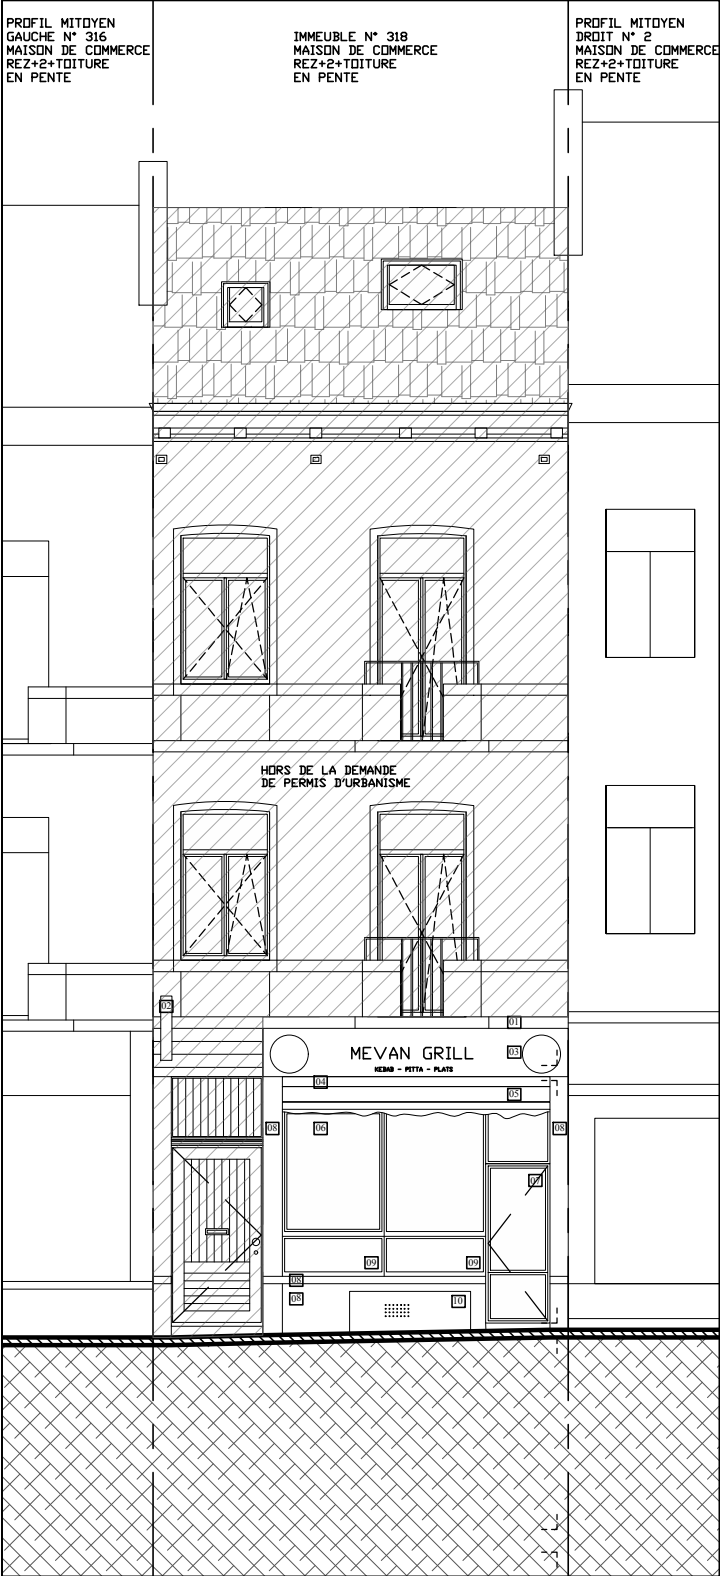 PROFIL MITOYEN
GAUCHE N° 316
MAISON DE COMMERCE
REZ+2+TOITURE
EN PENTE
IMMEUBLE N° 318
MAISON DE COMMERCE
REZ+2+TOITURE
EN PENTE
PROFIL MITOYEN
DROIT N° 2
MAISON DE COMMERCE
REZ+2+TOITURE
EN PENTE
HORS DE LA DEMANDE
DE PERMIS D'URBANISME
02
01
MEVAN GRILL
03
KEBAB - PITTA - PLATS
04
05
08
06
08
07
09
09
08
08
10